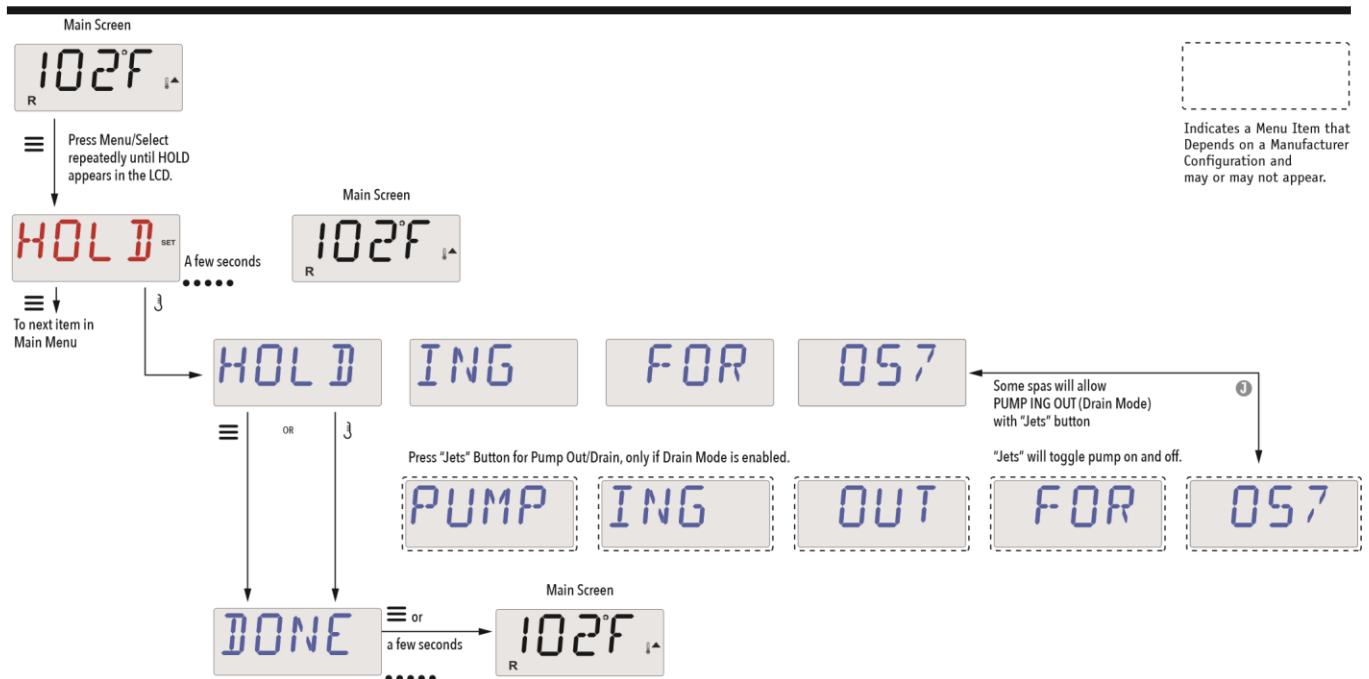 Main Screen
102°F
R
Indicates a Menu Item that
Depends on a Manufacturer
Configuration and
may or may not appear.
Press Menu/Select
repeatedly until HOLD
appears in the LCD.
HOLD SET
A few seconds
Main Screen
102°F
R
To next item in
Main Menu
HOLD ING FOR 057
Some spas will allow
PUMP ING OUT (Drain Mode)
with "Jets" button
J
OR
Press "Jets" Button for Pump Out/Drain, only if Drain Mode is enabled.
"Jets" will toggle pump on and off.
PUMP ING OUT FOR 057
DONE
or
a few seconds
Main Screen
102°F
R